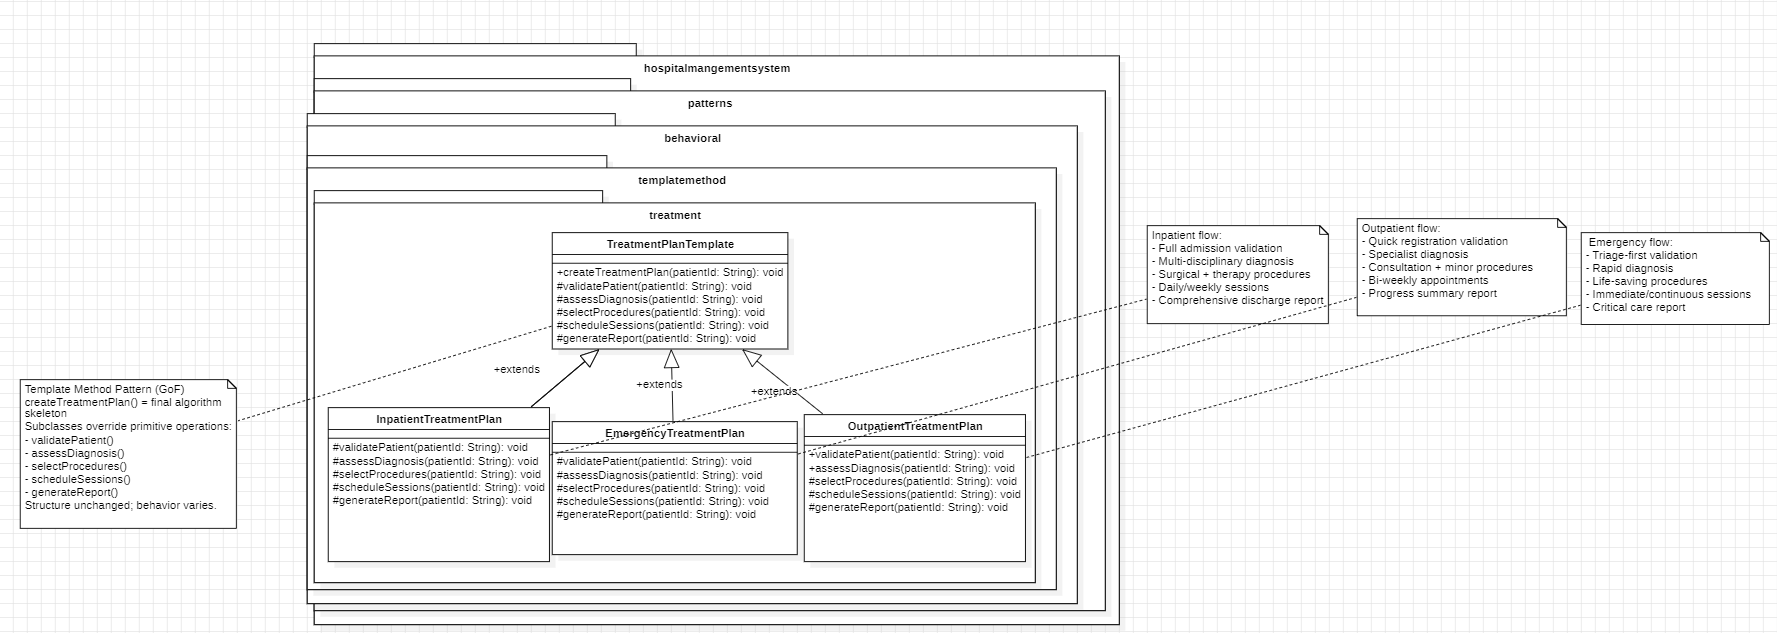 hospitalmangementsystem
patterns
behavioral
templatemethod
treatment
TreatmentPlanTemplate
+createTreatmentPlan(patientId: String): void
#validatePatient(patientId: String): void
#assessDiagnosis(patientId: String): void
#selectProcedures(patientId: String): void
#scheduleSessions(patientId: String): void
#generateReport(patientId: String): void
+extends
+extends
+extends
InpatientTreatmentPlan
#validatePatient(patientId: String): void
#assessDiagnosis(patientId: String): void
#selectProcedures(patientId: String): void
#scheduleSessions(patientId: String): void
#generateReport(patientId: String): void
EmergencyTreatmentPlan
#validatePatient(patientId: String): void
#assessDiagnosis(patientId: String): void
#selectProcedures(patientId: String): void
#scheduleSessions(patientId: String): void
#generateReport(patientId: String): void
OutpatientTreatmentPlan
+validatePatient(patientId: String): void
+assessDiagnosis(patientId: String): void
#selectProcedures(patientId: String): void
#scheduleSessions(patientId: String): void
#generateReport(patientId: String): void
Template Method Pattern (GoF)
createTreatmentPlan() = final algorithm
skeleton
Subclasses override primitive operations:
- validatePatient()
- assessDiagnosis()
- selectProcedures()
- scheduleSessions()
- generateReport()
Structure unchanged; behavior varies.
Inpatient flow:
- Full admission validation
- Multi-disciplinary diagnosis
- Surgical + therapy procedures
- Daily/weekly sessions
- Comprehensive discharge report
Outpatient flow:
- Quick registration validation
- Specialist diagnosis
- Consultation + minor procedures
- Bi-weekly appointments
- Progress summary report
Emergency flow:
- Triage-first validation
- Rapid diagnosis
- Life-saving procedures
- Immediate/continuous sessions
- Critical care report